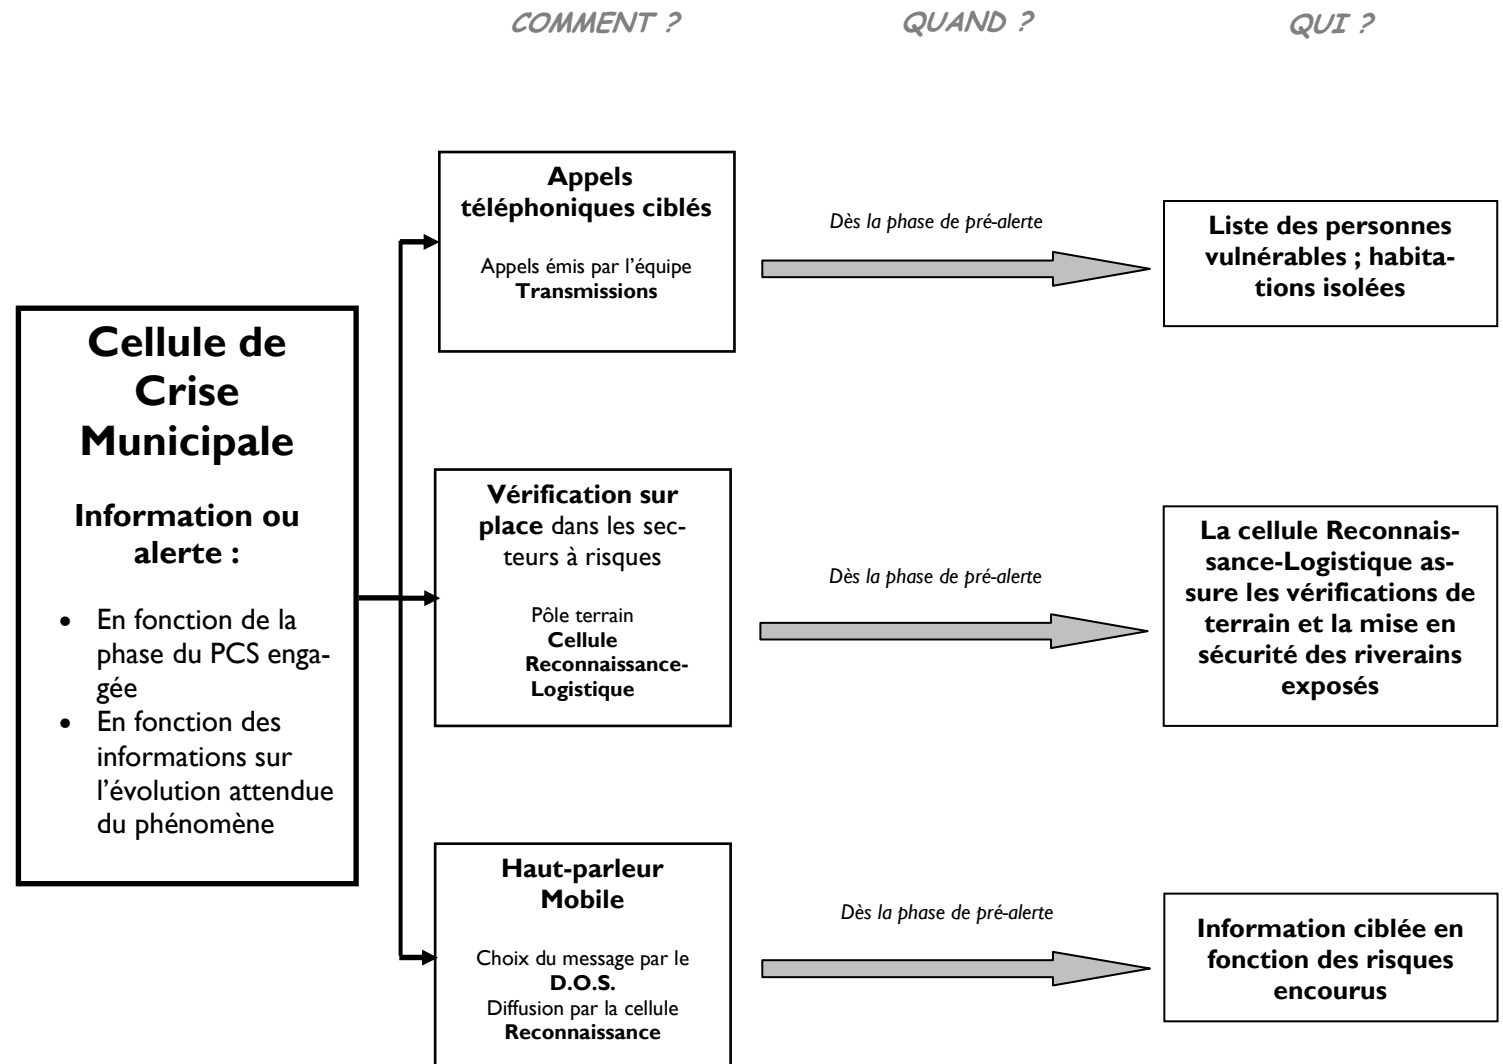 COMMENT ?
QUAND ?
QUI ?
Cellule de
Crise
Municipale
Information ou
alerte :
• En fonction de la
phase du PCS enga-
gée
• En fonction des
informations sur
l’évolution attendue
du phénomène
Appels
téléphoniques ciblés
Appels émis par l’équipe
Transmissions
Dès la phase de pré-alerte
Liste des personnes
vulnérables ; habita-
tions isolées
Vérification sur
place dans les sec-
teurs à risques
Pôle terrain
Cellule
Reconnaissance-
Logistique
Dès la phase de pré-alerte
La cellule Reconnais-
sance-Logistique as-
sure les vérifications de
terrain et la mise en
sécurité des riverains
exposés
Haut-parleur
Mobile
Choix du message par le
D.O.S.
Diffusion par la cellule
Reconnaissance
Dès la phase de pré-alerte
Information ciblée en
fonction des risques
encourus